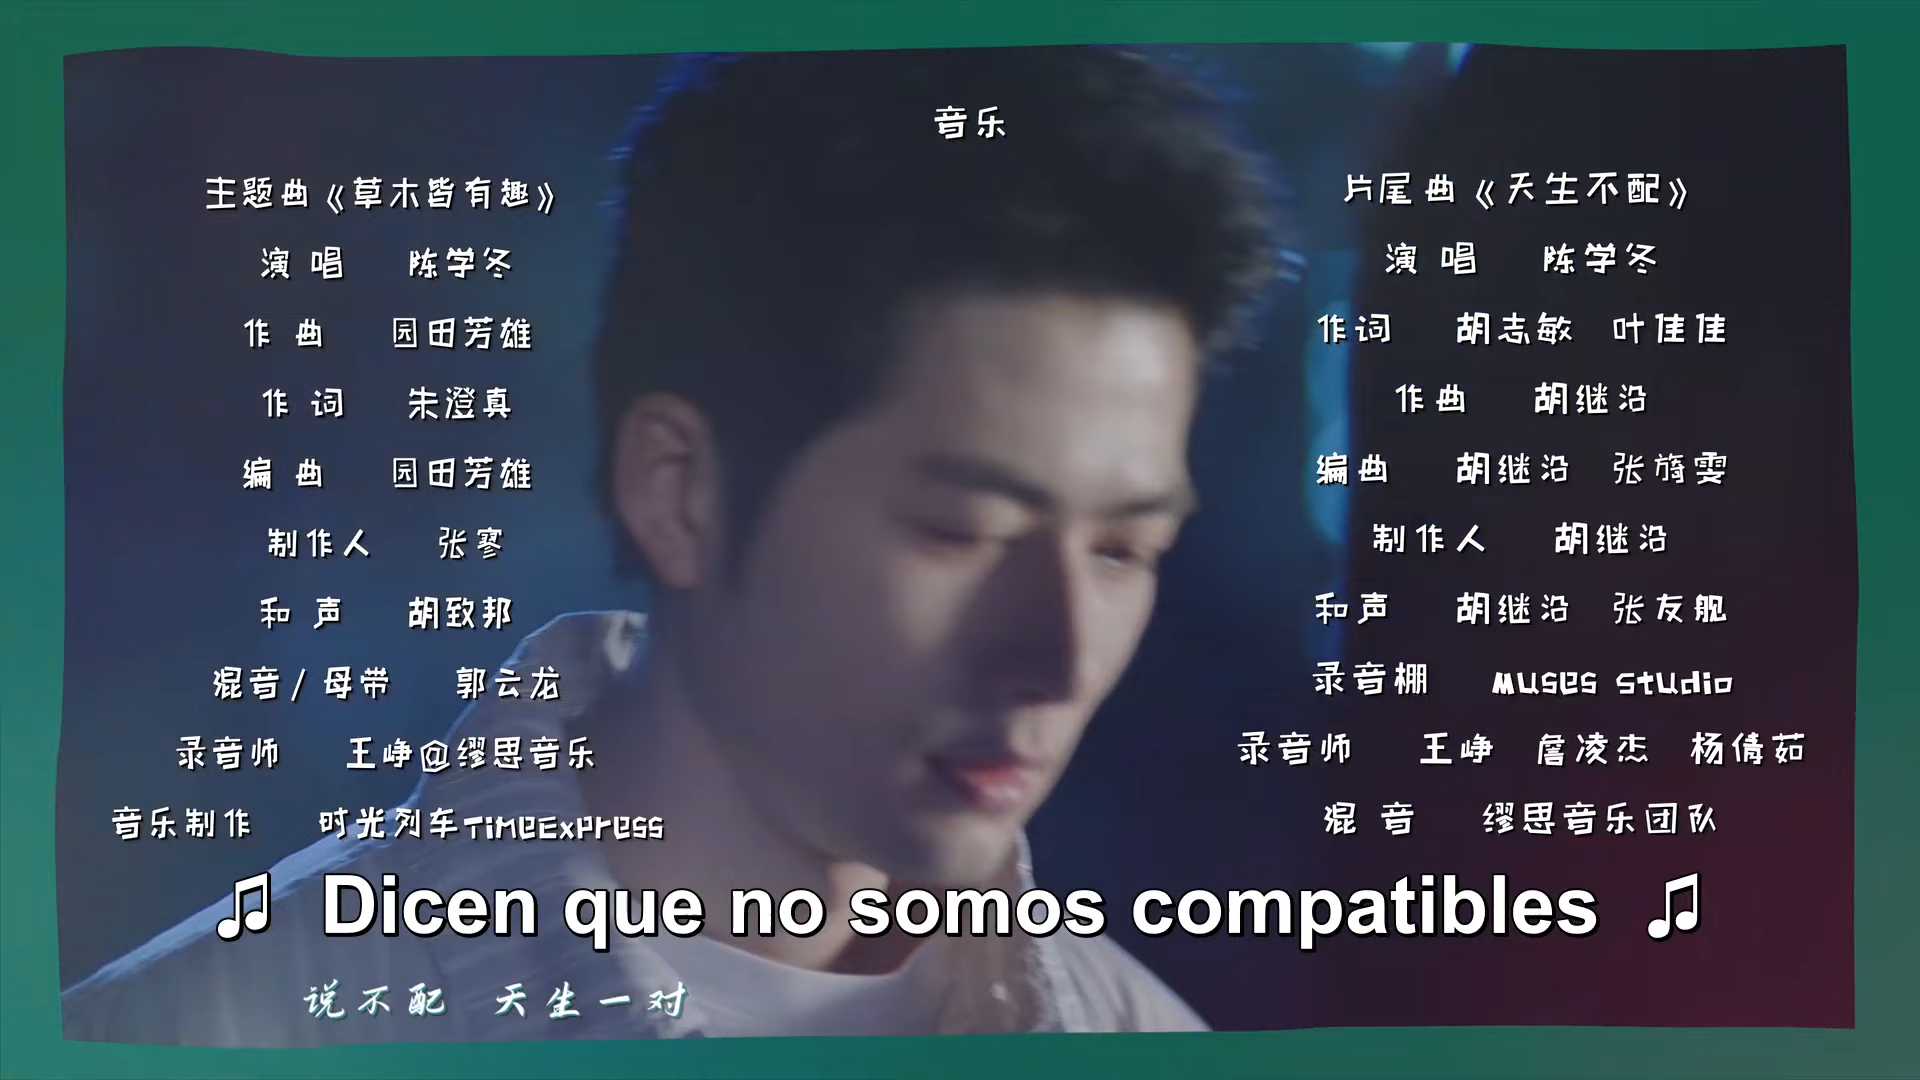 音乐
主题曲《草木皆有趣》
演 唱 陈学冬
作 曲 园田芳雄
作 词 朱澄真
编 曲 园田芳雄
制作人 张寒
和 声 胡致邦
混音/母带 郭云龙
录音师 王峥@缪思音乐
音乐制作 时光列车TimeExpress
片尾曲《天生不配》
演 唱 陈学冬
作词 胡志敏 叶佳佳
作曲 胡继沿
编曲 胡继沿 张旖雯
制作人 胡继沿
和声 胡继沿 张友舰
录音棚 Muses studio
录音师 王峥 詹凌杰 杨倩茹
混 音 缪思音乐团队
♫ Dicen que no somos compatibles ♫
说不配 天生一对